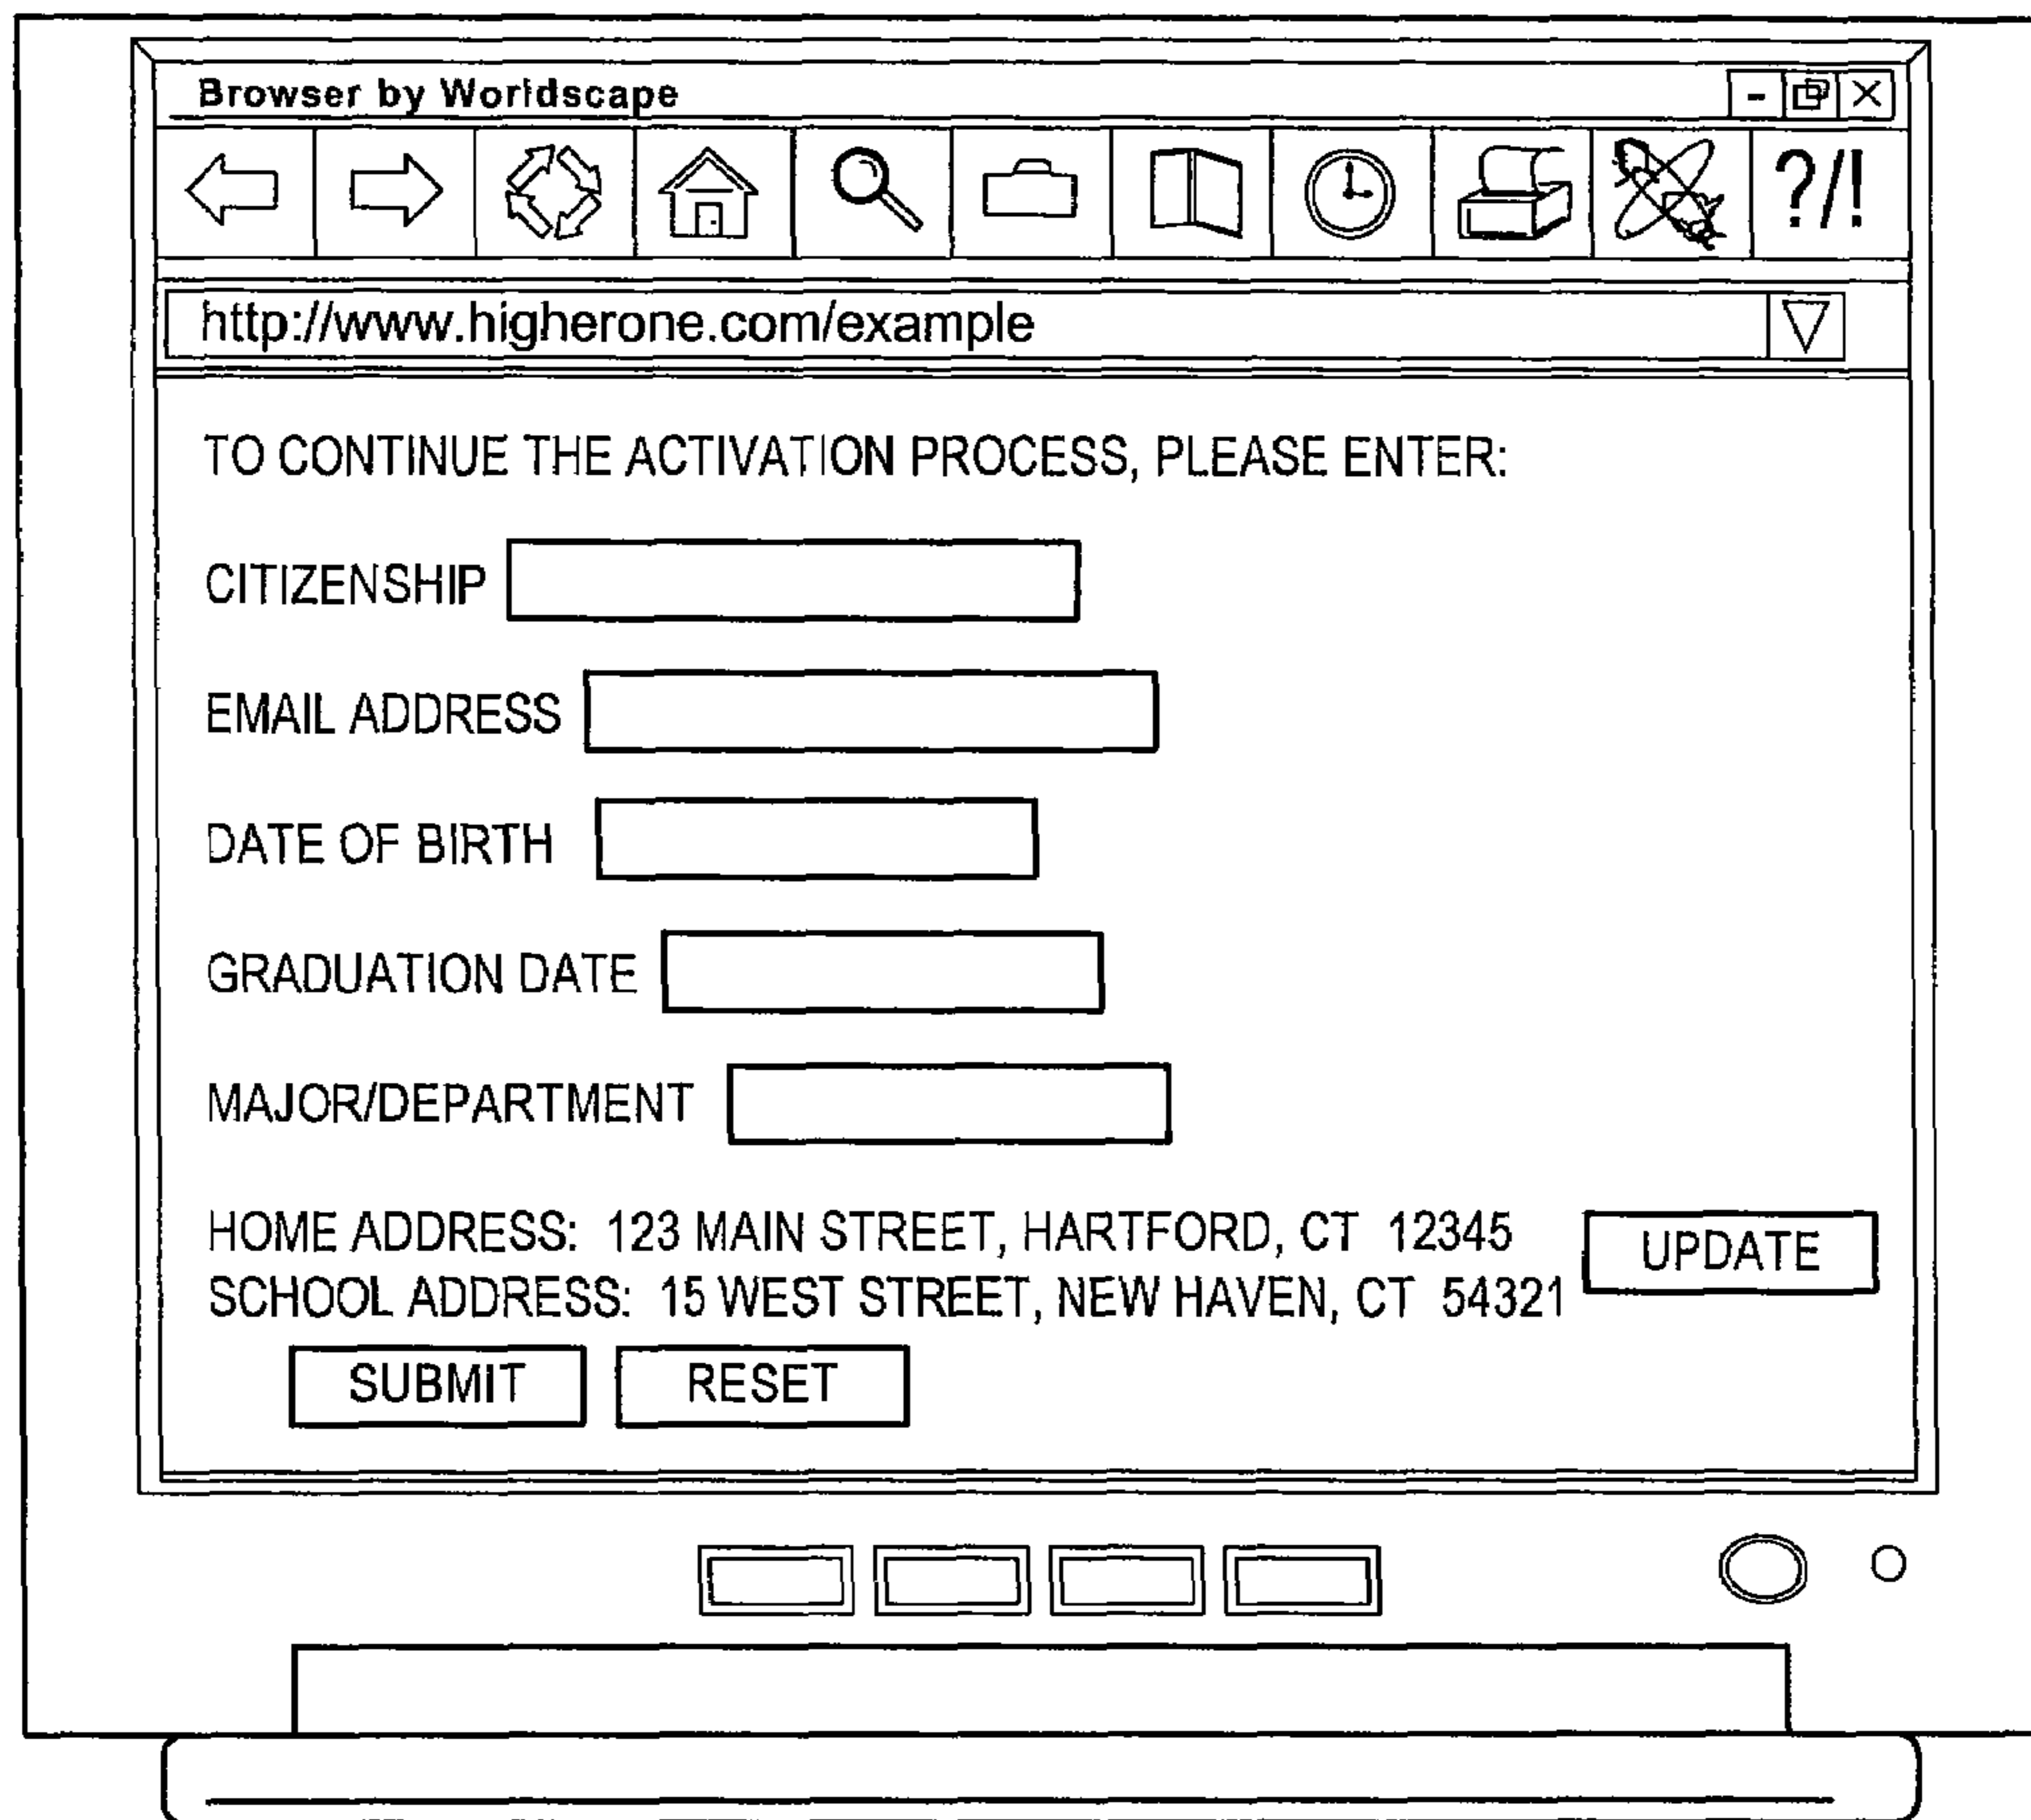 Browser by Worldscape
?/!
http://www.higherone.com/example
TO CONTINUE THE ACTIVATION PROCESS, PLEASE ENTER:
CITIZENSHIP
EMAIL ADDRESS
DATE OF BIRTH
GRADUATION DATE
MAJOR/DEPARTMENT
HOME ADDRESS: 123 MAIN STREET, HARTFORD, CT 12345
UPDATE
SCHOOL ADDRESS: 15 WEST STREET, NEW HAVEN, CT 54321
SUBMIT RESET